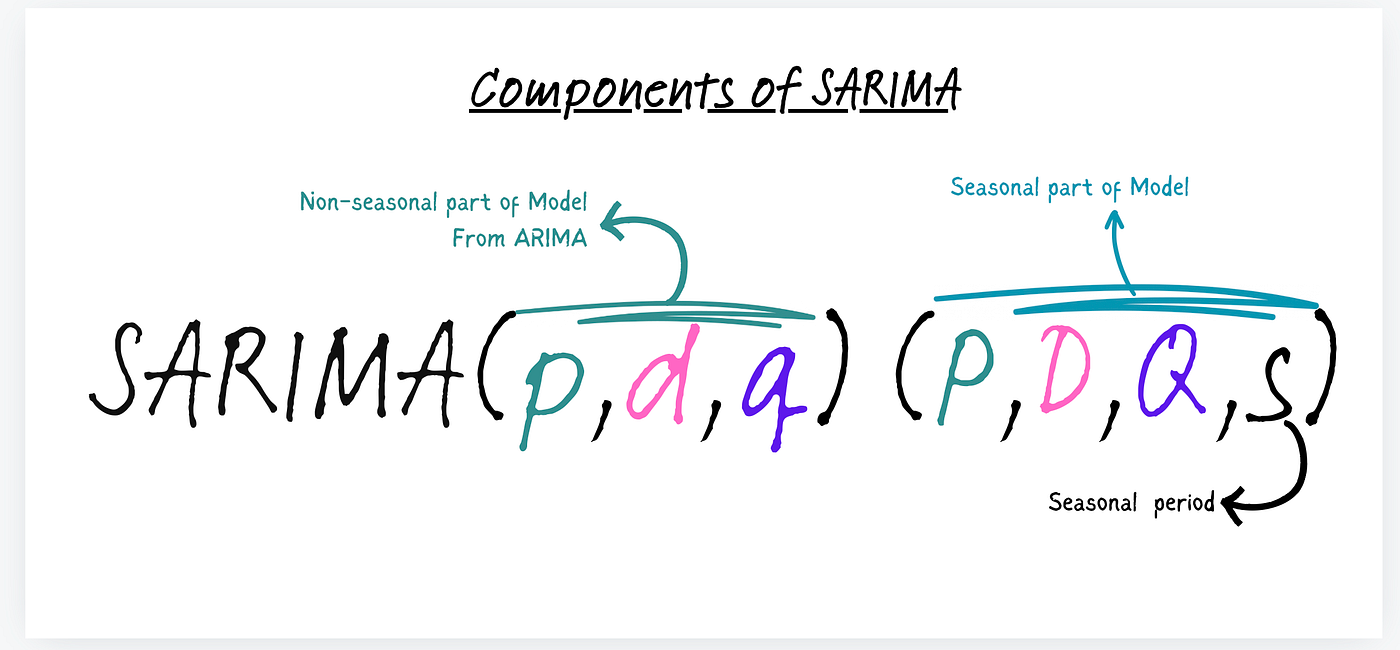 Components of SARIMA
Non-seasonal part of Model
From ARIMA
Seasonal part of Model
SARIMA(p,d,q) (P,D,Q,s)
Seasonal period